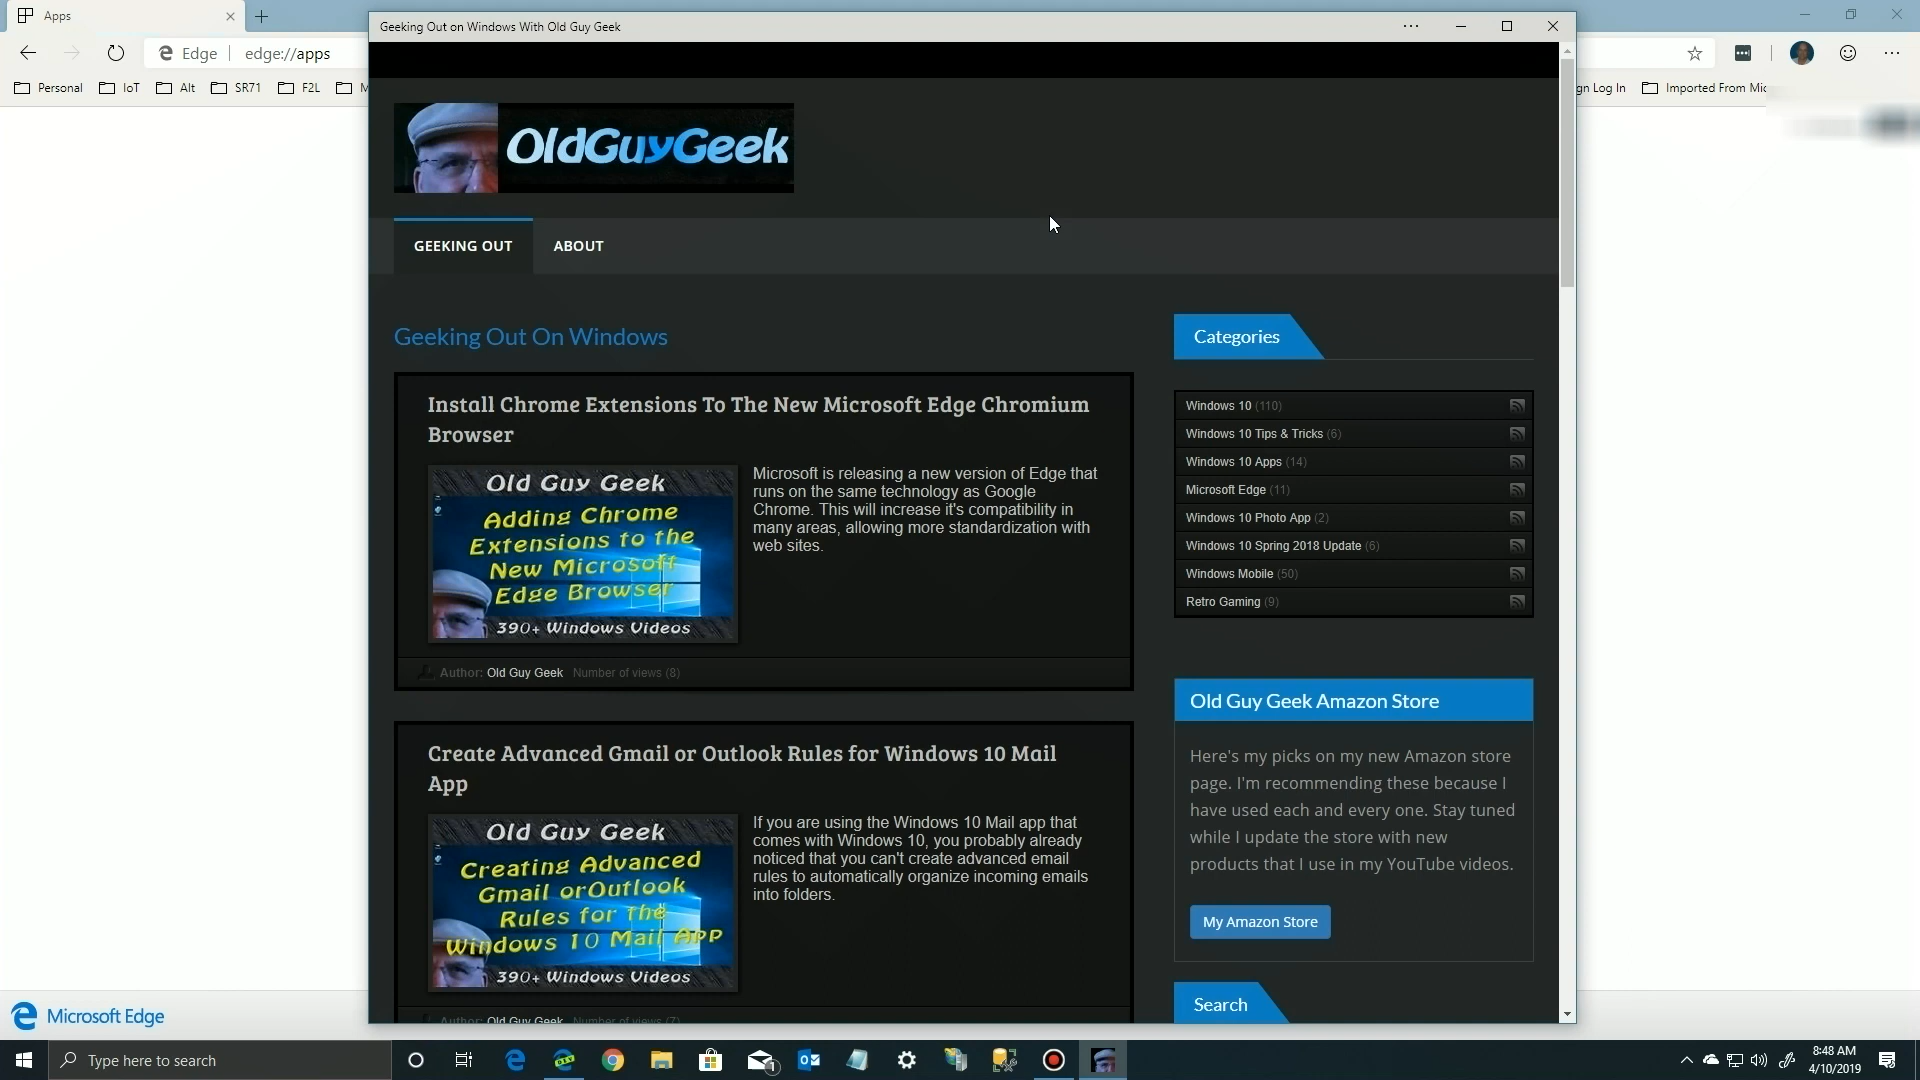 Apps
Geeking Out on Windows With Old Guy Geek
Edge
edge://apps
Personal
IoT
Alt
SR71
F2L
gn Log In
Imported From Mic
OldGuyGeek
GEEKING OUT
ABOUT
Geeking Out On Windows
Install Chrome Extensions To The New Microsoft Edge Chromium
Browser
Old Guy Geek
Adding Chrome
Extensions to the
New Microsoft
Edge Browser
390+ Windows Videos
Microsoft is releasing a new version of Edge that
runs on the same technology as Google
Chrome. This will increase it's compatibility in
many areas, allowing more standardization with
web sites.
Author: Old Guy Geek Number of views (8)
Create Advanced Gmail or Outlook Rules for Windows 10 Mail
App
Old Guy Geek
Creating Advanced
Gmail orOutlook
Rules for the
Windows 10 Mail App
390+ Windows Videos
If you are using the Windows 10 Mail app that
comes with Windows 10, you probably already
noticed that you can't create advanced email
rules to automatically organize incoming emails
into folders.
Author: Old Guy Geek Number of views (7)
Categories
Windows 10 (110)
Windows 10 Tips & Tricks (6)
Windows 10 Apps (14)
Microsoft Edge (11)
Windows 10 Photo App (2)
Windows 10 Spring 2018 Update (6)
Windows Mobile (50)
Retro Gaming (9)
Old Guy Geek Amazon Store
Here's my picks on my new Amazon store
page. I'm recommending these because I
have used each and every one. Stay tuned
while I update the store with new
products that I use in my YouTube videos.
My Amazon Store
Search
Microsoft Edge
Type here to search
1
8:48 AM
4/10/2019